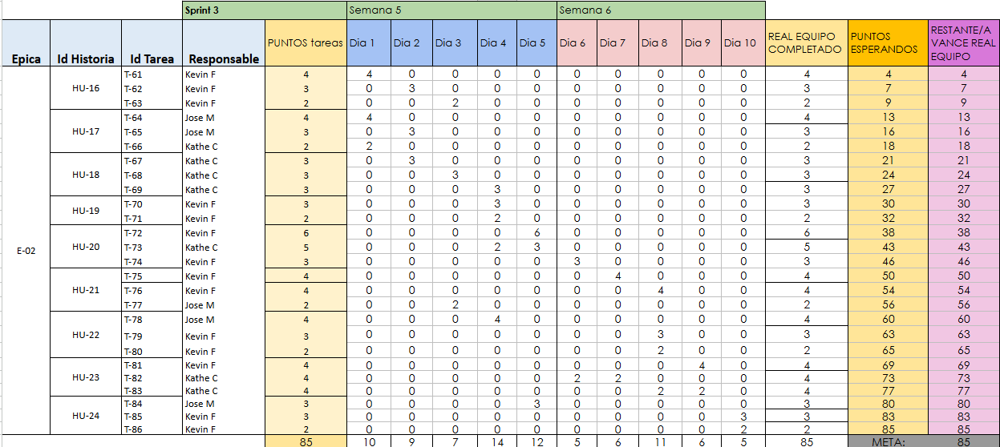 Sprint 3 Semana 5 Semana 6
Epica Id Historia Id Tarea Responsable PUNTOS tareas Dia 1 Dia 2 Dia 3 Dia 4 Dia 5 Dia 6 Dia 7 Dia 8 Dia 9 Dia 10 REAL EQUIPO COMPLETADO PUNTOS ESPERANDOS RESTANTE/AVANCE REAL EQUIPO
E-02
HU-16
T-61 Kevin F 4 4 0 0 0 0 0 0 0 0 0 4 4 4
T-62 Kevin F 3 0 3 0 0 0 0 0 0 0 0 3 7 7
T-63 Kevin F 2 0 0 2 0 0 0 0 0 0 0 2 9 9
HU-17
T-64 Jose M 4 4 0 0 0 0 0 0 0 0 0 4 13 13
T-65 Jose M 3 0 3 0 0 0 0 0 0 0 0 3 16 16
T-66 Kathe C 2 2 0 0 0 0 0 0 0 0 0 2 18 18
HU-18
T-67 Kathe C 3 0 3 0 0 0 0 0 0 0 0 3 21 21
T-68 Kathe C 3 0 0 3 0 0 0 0 0 0 0 3 24 24
T-69 Kathe C 3 0 0 0 3 0 0 0 0 0 0 3 27 27
HU-19
T-70 Kevin F 3 0 0 0 3 0 0 0 0 0 0 3 30 30
T-71 Kevin F 2 0 0 0 2 0 0 0 0 0 0 2 32 32
HU-20
T-72 Kevin F 6 0 0 0 0 6 0 0 0 0 0 6 38 38
T-73 Kathe C 5 0 0 0 2 3 0 0 0 0 0 5 43 43
T-74 Kevin F 3 0 0 0 0 0 3 0 0 0 0 3 46 46
HU-21
T-75 Kevin F 4 0 0 0 0 0 0 4 0 0 0 4 50 50
T-76 Kevin F 4 0 0 0 0 0 0 0 4 0 0 4 54 54
T-77 Jose M 2 0 0 2 0 0 0 0 0 0 0 2 56 56
HU-22
T-78 Jose M 4 0 0 0 4 0 0 0 0 0 0 4 60 60
T-79 Kevin F 3 0 0 0 0 0 0 0 3 0 0 3 63 63
T-80 Kevin F 2 0 0 0 0 0 0 0 2 0 0 2 65 65
HU-23
T-81 Kevin F 4 0 0 0 0 0 0 0 0 4 0 4 69 69
T-82 Kathe C 4 0 0 0 0 0 2 2 0 0 0 4 73 73
T-83 Kathe C 4 0 0 0 0 0 0 0 2 2 0 4 77 77
HU-24
T-84 Jose M 3 0 0 0 0 3 0 0 0 0 0 3 80 80
T-85 Kevin F 3 0 0 0 0 0 0 0 0 0 3 3 83 83
T-86 Kevin F 2 0 0 0 0 0 0 0 0 0 2 2 85 85
85 10 9 7 14 12 5 6 11 6 5 85 META: 85